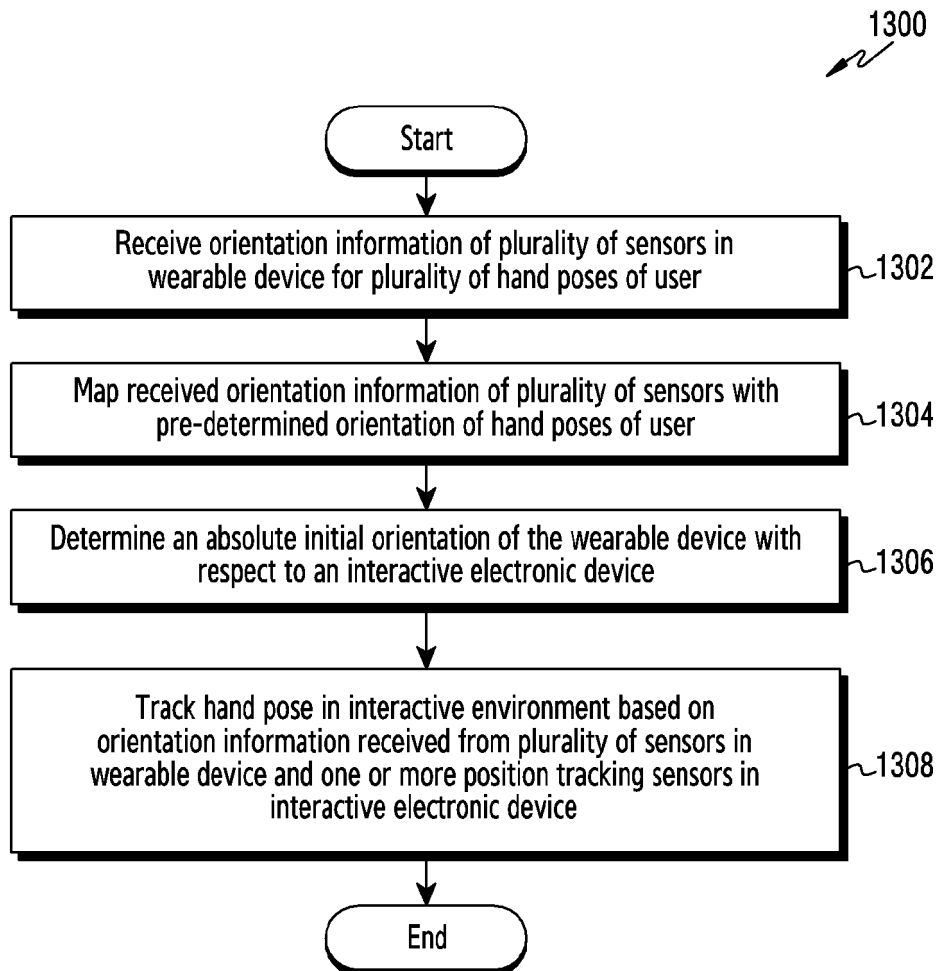 1300
Start
Receive orientation information of plurality of sensors in
wearable device for plurality of hand poses of user
1302
Map received orientation information of plurality of sensors with
pre-determined orientation of hand poses of user
1304
Determine an absolute initial orientation of the wearable device with
respect to an interactive electronic device
1306
Track hand pose in interactive environment based on
orientation information received from plurality of sensors in
wearable device and one or more position tracking sensors in
interactive electronic device
1308
End